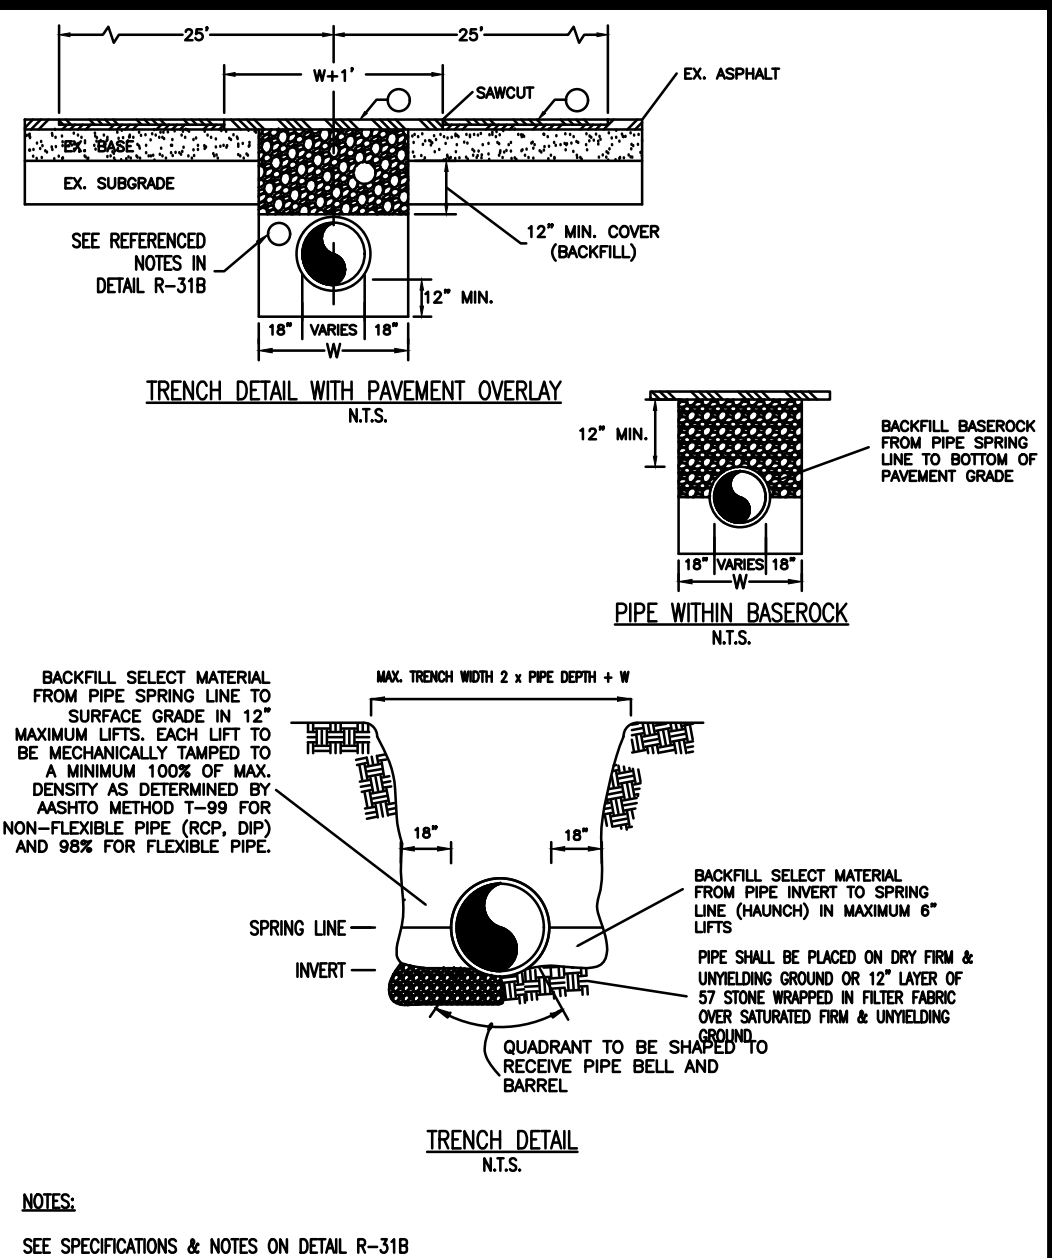 25'
25'
W+1'
SAWCUT
EX. ASPHALT
EX. BASE
EX. SUBGRADE
SEE REFERENCED
NOTES IN
DETAIL R-31B
12" MIN. COVER
(BACKFILL)
12" MIN.
18" VARIES 18"
W
TRENCH DETAIL WITH PAVEMENT OVERLAY
N.T.S.
12" MIN.
BACKFILL BASEROCK
FROM PIPE SPRING
LINE TO BOTTOM OF
PAVEMENT GRADE
18" VARIES 18"
W
PIPE WITHIN BASEROCK
N.T.S.
BACKFILL SELECT MATERIAL
FROM PIPE SPRING LINE TO
SURFACE GRADE IN 12"
MAXIMUM LIFTS. EACH LIFT TO
BE MECHANICALLY TAMPED TO
A MINIMUM 100% OF MAX.
DENSITY AS DETERMINED BY
AASHTO METHOD T-99 FOR
NON-FLEXIBLE PIPE (RCP, DIP)
AND 98% FOR FLEXIBLE PIPE.
MAX. TRENCH WIDTH 2 x PIPE DEPTH + W
18"
18"
SPRING LINE
INVERT
BACKFILL SELECT MATERIAL
FROM PIPE INVERT TO SPRING
LINE (HAUNCH) IN MAXIMUM 6"
LIFTS
PIPE SHALL BE PLACED ON DRY FIRM &
UNYIELDING GROUND OR 12" LAYER OF
57 STONE WRAPPED IN FILTER FABRIC
OVER SATURATED FIRM & UNYIELDING
GROUND
QUADRANT TO BE SHAPED TO
RECEIVE PIPE BELL AND
BARREL
TRENCH DETAIL
N.T.S.
NOTES:
SEE SPECIFICATIONS & NOTES ON DETAIL R-31B